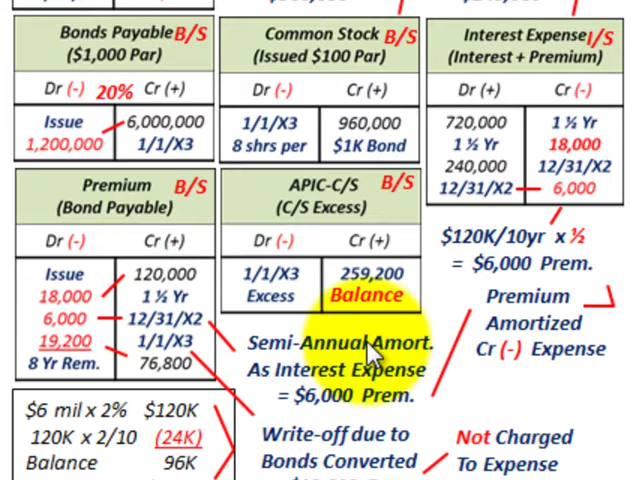 Bonds Payable B/S
($1,000 Par)
Dr (-) 20% Cr (+)
Issue 6,000,000
1,200,000 1/1/X3
Common Stock B/S
(Issued $100 Par)
Dr (-) Cr (+)
1/1/X3 960,000
8 shrs per $1K Bond
Interest Expense I/S
(Interest + Premium)
Dr (+) Cr (-)
720,000 1 ½ Yr
1 ½ Yr 18,000
240,000 12/31/X2
12/31/X2 6,000
Premium B/S
(Bond Payable)
Dr (-) Cr (+)
Issue 120,000
18,000 1 ½ Yr
6,000 12/31/X2
19,200 1/1/X3
8 Yr Rem. 76,800
APIC-C/S B/S
(C/S Excess)
Dr (-) Cr (+)
1/1/X3 259,200
Excess Balance
$120K/10yr x ½
= $6,000 Prem.
Premium
Amortized
Cr (-) Expense
Semi-Annual Amort.
As Interest Expense
= $6,000 Prem.
$6 mil x 2% $120K
120K x 2/10 (24K)
Balance 96K
Write-off due to
Bonds Converted
Not Charged
To Expense